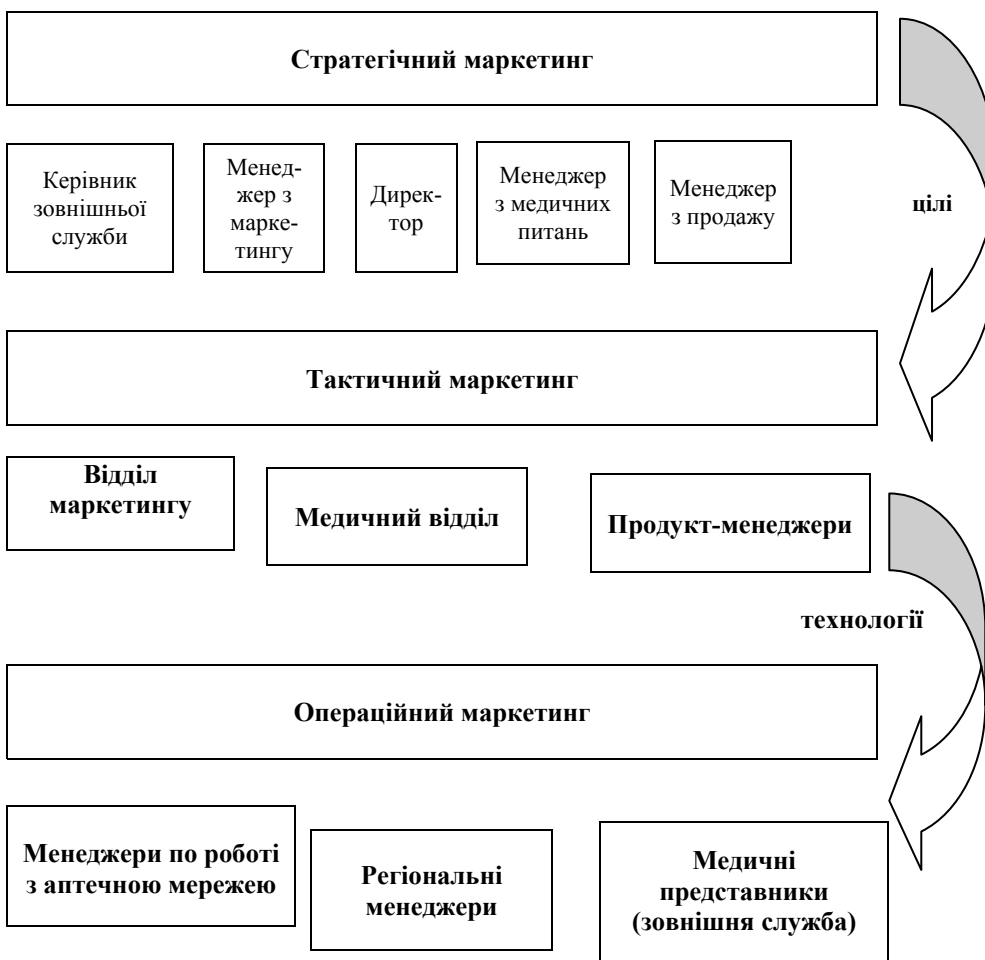 Стратегічний маркетинг
Керівник
зовнішньої
служби
Менед-
жер з
марке-
тингу
Дирек-
тор
Менеджер
з медичних
питань
Менеджер
з продажу
цілі
Тактичний маркетинг
Відділ
маркетингу
Медичний відділ
Продукт-менеджери
технології
Операційний маркетинг
Менеджери по роботі
з аптечною мережею
Регіональні
менеджери
Медичні
представники
(зовнішня служба)